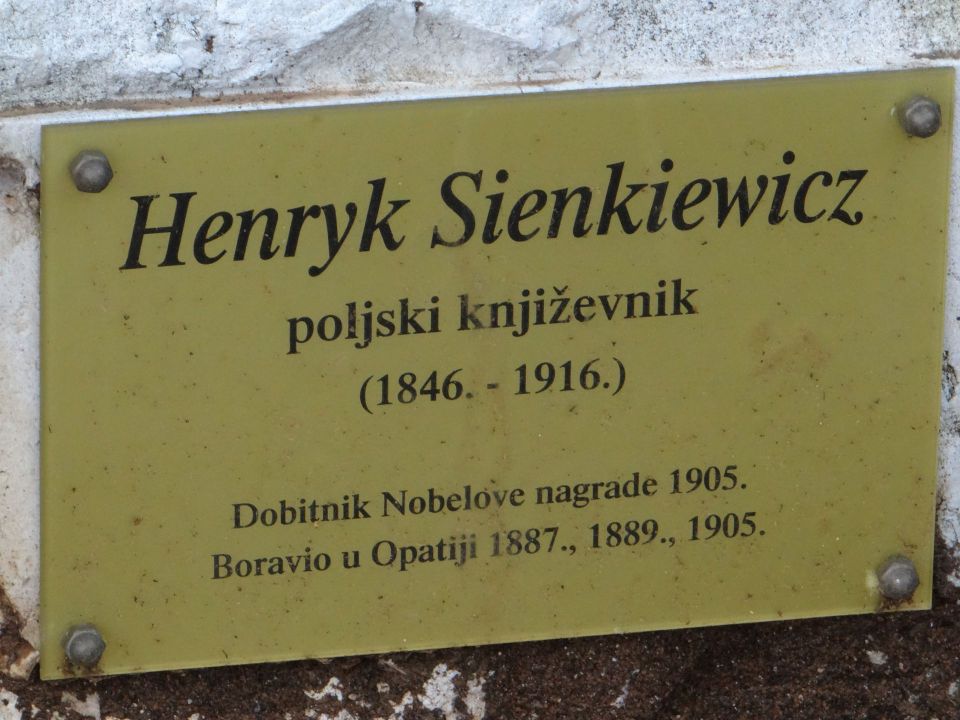 Henryk Sienkiewicz
poljski književnik
(1846. - 1916.)
Dobitnik Nobelove nagrade 1905.
Boravio u Opatiji 1887., 1889., 1905.